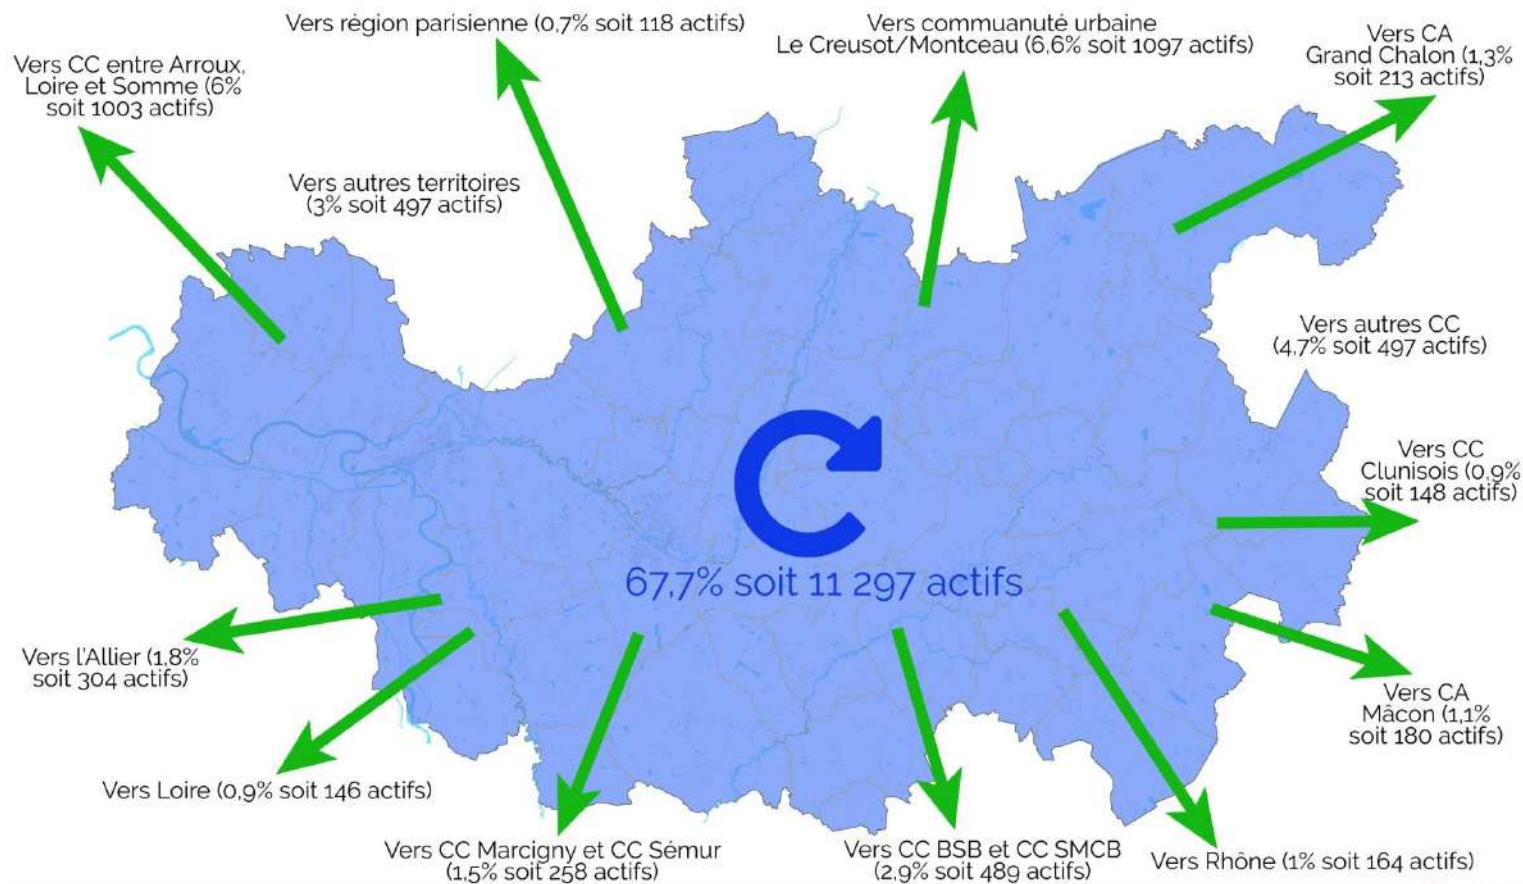 Vers région parisienne (0,7% soit 118 actifs)
Vers commuanuté urbaine
Le Creusot/Montceau (6,6% soit 1097 actifs)
Vers CA
Grand Chalon (1,3%
soit 213 actifs)
Vers CC entre Arroux,
Loire et Somme (6%
soit 1003 actifs)
Vers autres territoires
(3% soit 497 actifs)
Vers autres CC
(4,7% soit 497 actifs)
Vers CC
Clunisois (0,9%
soit 148 actifs)
67,7% soit 11 297 actifs
Vers l'Allier (1,8%
soit 304 actifs)
Vers CA
Mâcon (1,1%
soit 180 actifs)
Vers Loire (0,9% soit 146 actifs)
Vers CC Marcigny et CC Sémur
(1,5% soit 258 actifs)
Vers CC BSB et CC SMCB
(2,9% soit 489 actifs)
Vers Rhône (1% soit 164 actifs)